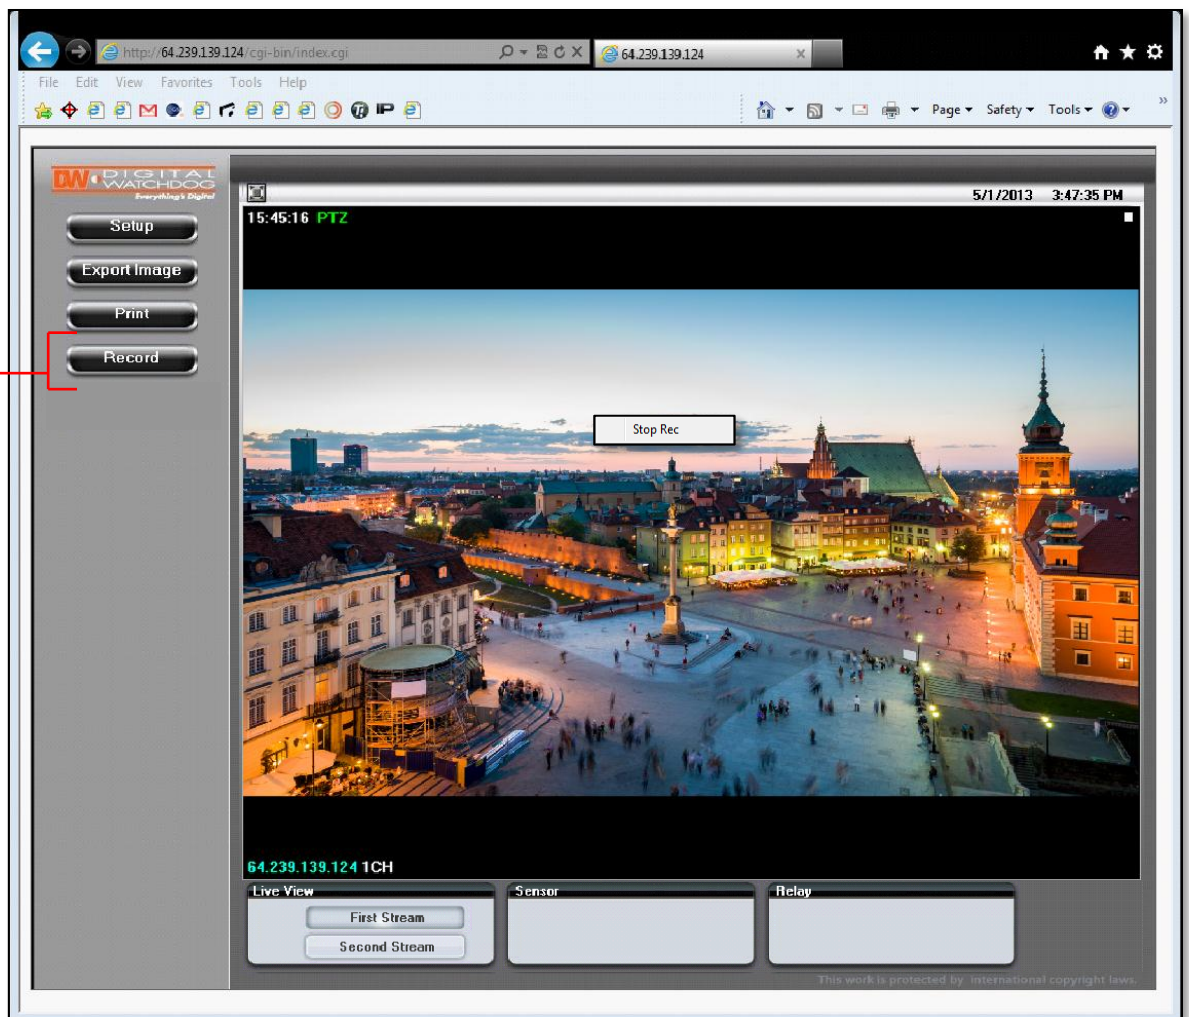 http://64.239.139.124/cgi-bin/index.cgi
64.239.139.124
File Edit View Favorites Tools Help
Page Safety Tools
DW DIGITAL WATCHDOG
Everything's Digital
5/1/2013 3:47:35 PM
Setup
15:45:16 PTZ
Export Image
Print
Record
Stop Rec
64.239.139.124 1CH
Live View
Sensor
Relay
First Stream
Second Stream
This work is protected by international copyright laws.